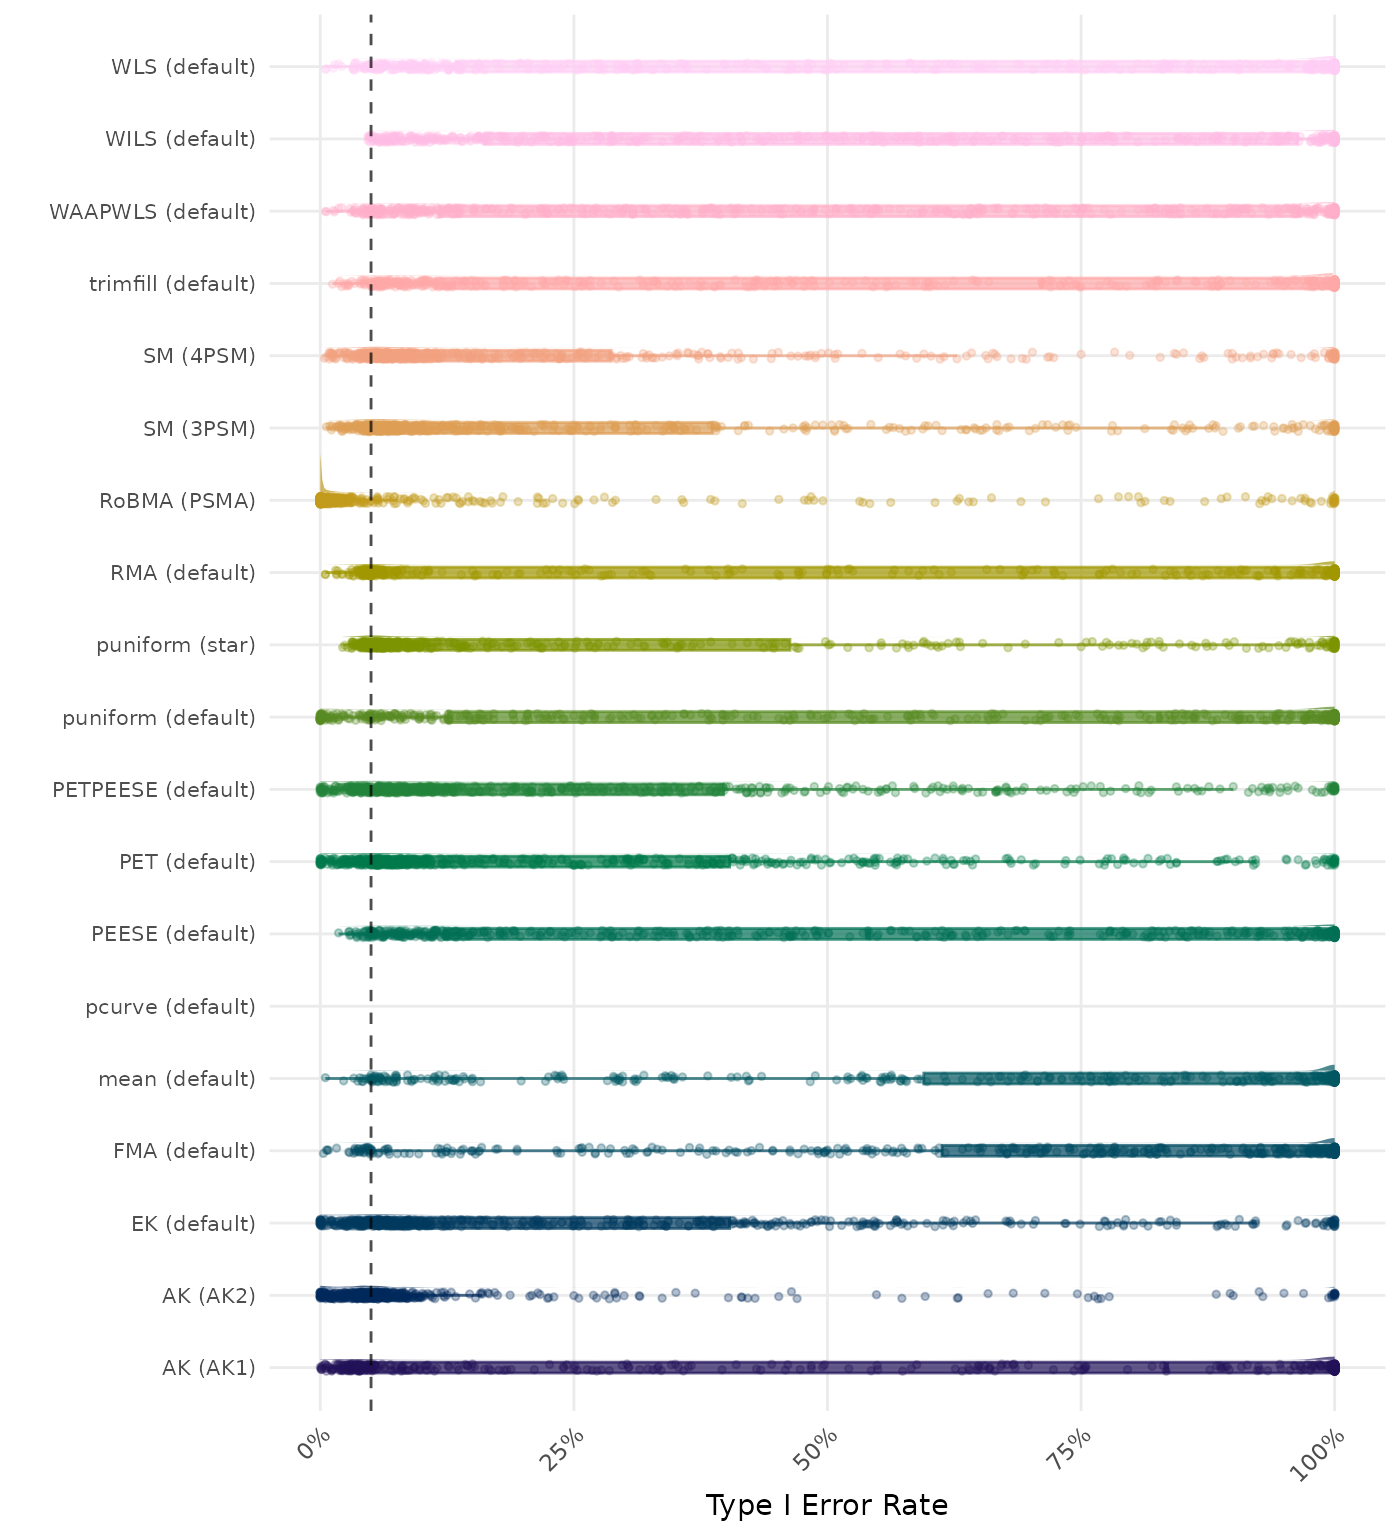 WLS (default)
WILS (default)
WAAPWLS (default)
trimfill (default)
SM (4PSM)
SM (3PSM)
RoBMA (PSMA)
RMA (default)
puniform (star)
puniform (default)
PETPEESE (default)
PET (default)
PEESE (default)
pcurve (default)
mean (default)
FMA (default)
EK (default)
AK (AK2)
AK (AK1)
0%
25%
50%
75%
100%
Type I Error Rate